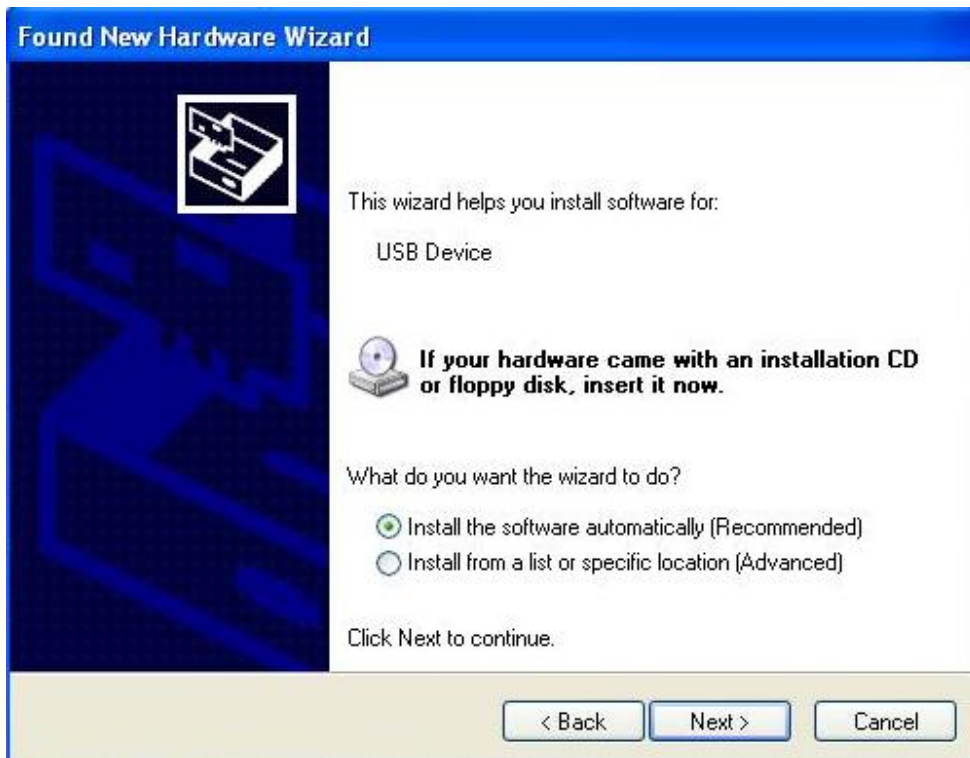 Found New Hardware Wizard
This wizard helps you install software for:
USB Device
If your hardware came with an installation CD
or floppy disk, insert it now.
What do you want the wizard to do?
Install the software automatically (Recommended)
Install from a list or specific location (Advanced)
Click Next to continue.
< Back Next > Cancel